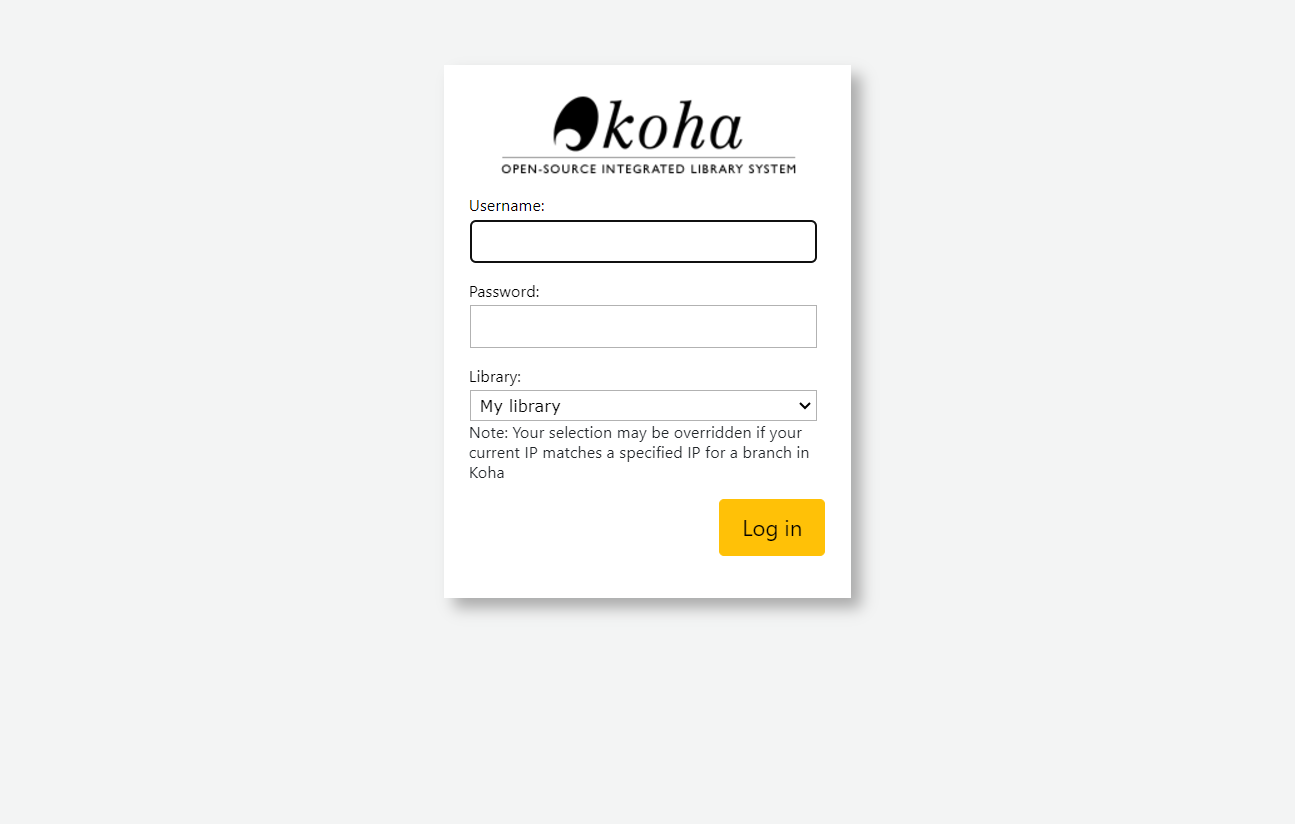 koha
OPEN-SOURCE INTEGRATED LIBRARY SYSTEM
Username:
Password:
Library:
My library
Note: Your selection may be overridden if your
current IP matches a specified IP for a branch in
Koha
Log in